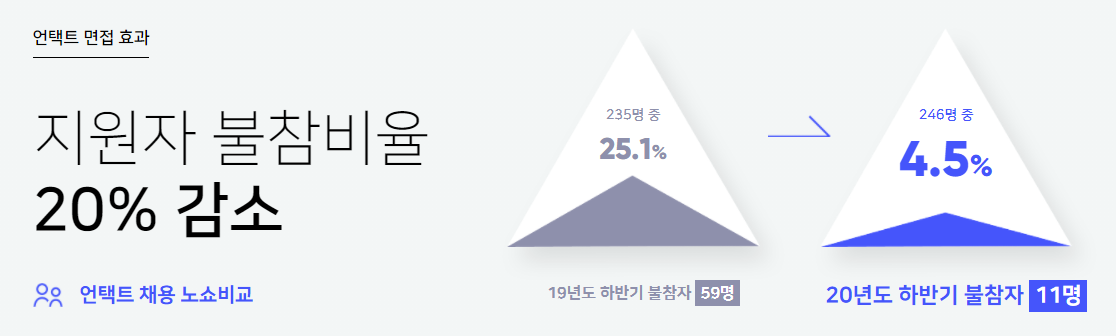 언택트 면접 효과
지원자 불참비율
20% 감소
언택트 채용 노쇼비교
235명 중
25.1%
19년도 하반기 불참자 59명
246명 중
4.5%
20년도 하반기 불참자 11명